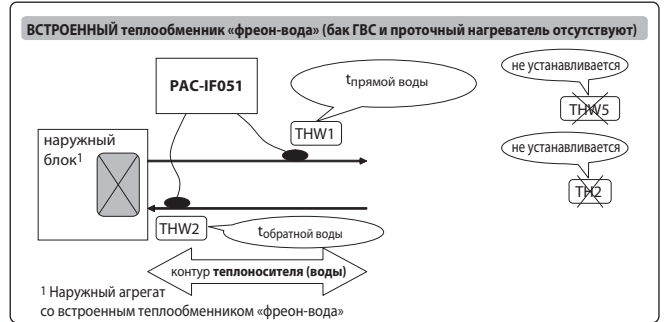 ВСТРОЕННЫЙ теплообменник «фреон-вода» (бак ГВС и проточный нагреватель отсутствуют)
PAC-IF051
tпрямой воды
не устанавливается
THW5
THW1
наружный
блок1
не устанавливается
TH2
THW2
tобратной воды
контур теплоносителя (воды)
1 Наружный агрегат
со встроенным теплообменником «фреон-вода»